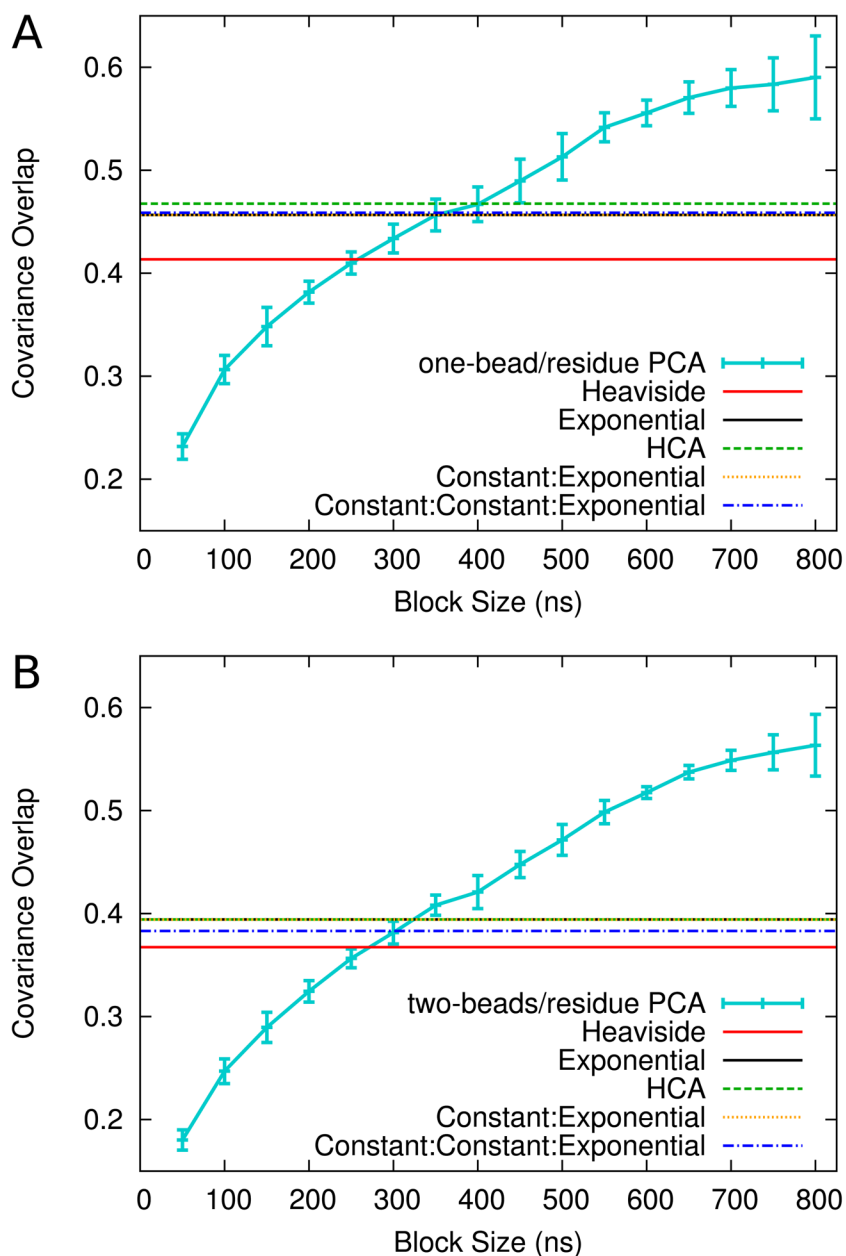 A
0.6
0.5
0.4
0.3
0.2
Covariance Overlap
one-bead/residue PCA
Heaviside
Exponential
HCA
Constant:Exponential
Constant:Constant:Exponential
0 100 200 300 400 500 600 700 800
Block Size (ns)
B
0.6
0.5
0.4
0.3
0.2
Covariance Overlap
two-beads/residue PCA
Heaviside
Exponential
HCA
Constant:Exponential
Constant:Constant:Exponential
0 100 200 300 400 500 600 700 800
Block Size (ns)